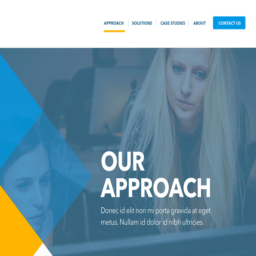 APPROACH SOLUTIONS CASE STUDIES ABOUT CONTACT US
OUR
APPROACH
Donec id elit non mi porta gravida at eget
metus. Nullam id dolor id nibh ultricies.